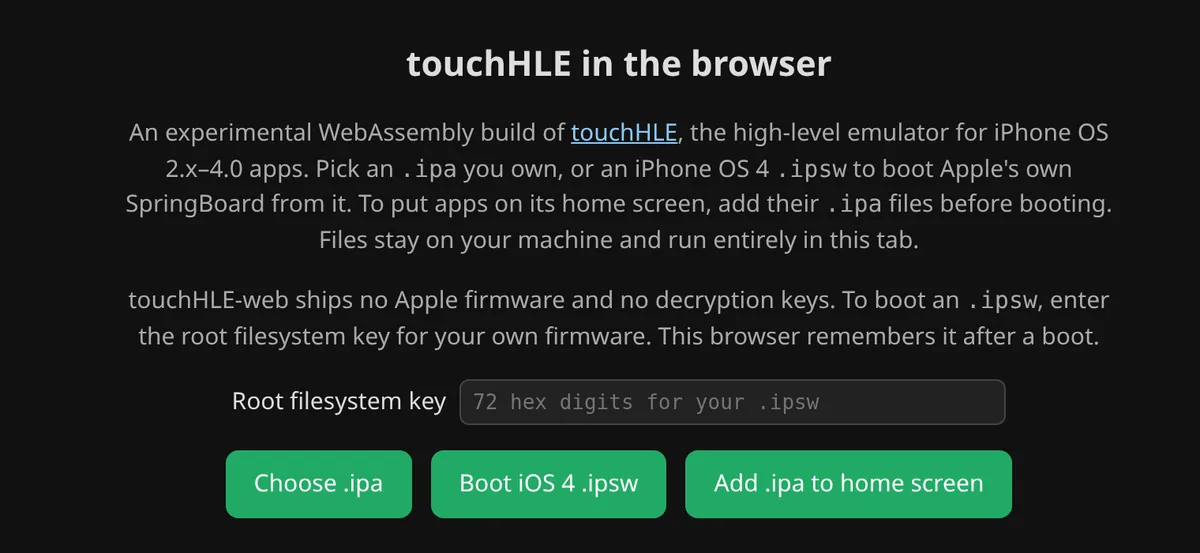 touchHLE in the browser
An experimental WebAssembly build of touchHLE, the high-level emulator for iPhone OS
2.x–4.0 apps. Pick an .ipa you own, or an iPhone OS 4 .ipsw to boot Apple's own
SpringBoard from it. To put apps on its home screen, add their .ipa files before booting.
Files stay on your machine and run entirely in this tab.
touchHLE-web ships no Apple firmware and no decryption keys. To boot an .ipsw, enter
the root filesystem key for your own firmware. This browser remembers it after a boot.
Root filesystem key 72 hex digits for your .ipsw
Choose .ipa Boot iOS 4 .ipsw Add .ipa to home screen